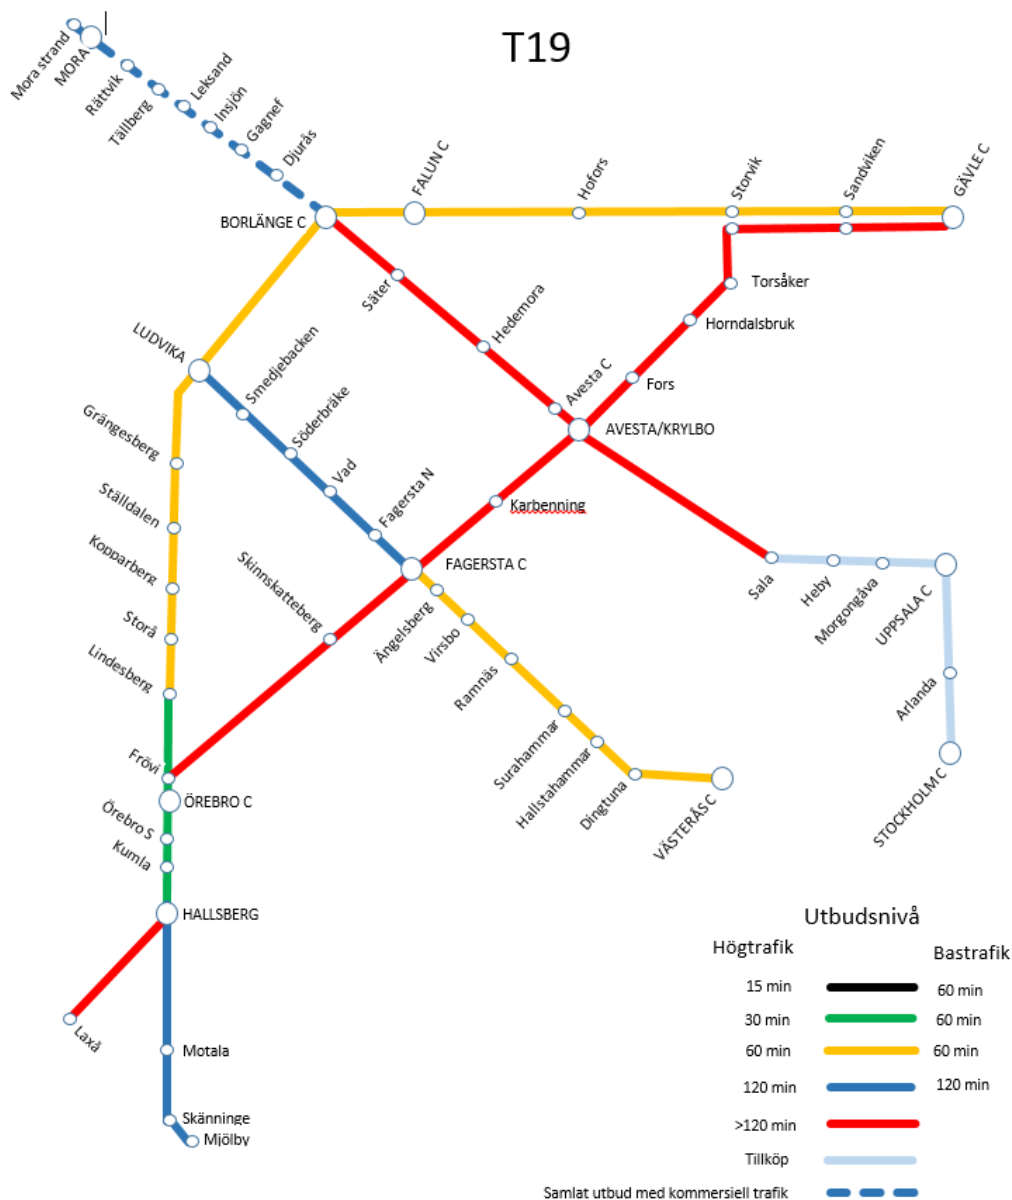 T19
Mora strand
MORA
Rättvik
Tällberg
Leksand
Insjön
Gagnef
Djurås
BORLÄNGE C
FALUN C
Hofors
Storvik
Sandviken
GÄVLE C
Säter
Hedemora
Avesta C
Torsåker
Horndalsbruk
Fors
AVESTA/KRYLBO
LUDVIKA
Smedjebacken
Söderbräke
Vad
Fagersta N
Grängesberg
Ställdalen
Kopparberg
Storå
Lindesberg
Karbenning
Skinnskatteberg
FAGERSTA C
Ängelsberg
Virsbo
Ramnäs
Surahammar
Hallstahammar
Dingtuna
VÄSTERÅS C
Sala
Heby
Morgongåva
UPPSALA C
Arlanda
STOCKHOLM C
Frövi
ÖREBRO C
Örebro S
Kumla
HALLSBERG
Laxå
Motala
Skänninge
Mjölby
Utbudsnivå
Högtrafik
Bastrafik
15 min 60 min
30 min 60 min
60 min 60 min
120 min 120 min
>120 min
Tillköp
Samlat utbud med kommersiell trafik